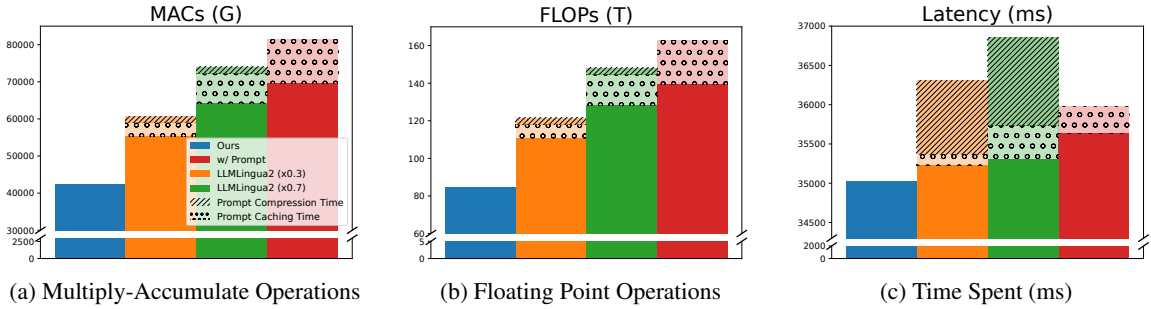 MACs (G)
80000
70000
60000
50000
40000
30000
2500
0
Ours
w/ Prompt
LLMLingua2 (x0.3)
LLMLingua2 (x0.7)
Prompt Compression Time
Prompt Caching Time
(a) Multiply-Accumulate Operations
FLOPs (T)
160
140
120
100
80
60
5
0
(b) Floating Point Operations
Latency (ms)
37000
36500
36000
35500
35000
34500
2000
0
(c) Time Spent (ms)